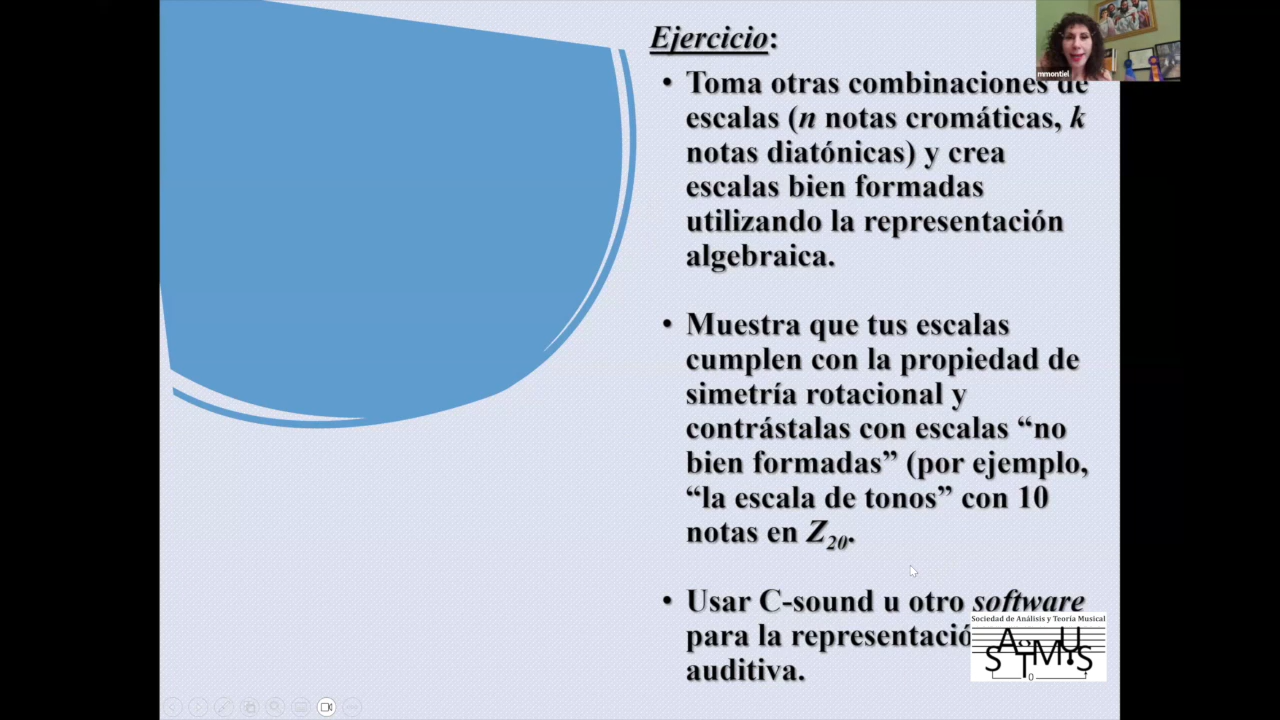 Ejercicio:
• Toma otras combinaciones de
escalas (n notas cromáticas, k
notas diatónicas) y crea
escalas bien formadas
utilizando la representación
algebraica.
• Muestra que tus escalas
cumplen con la propiedad de
simetría rotacional y
contrástalas con escalas “no
bien formadas” (por ejemplo,
“la escala de tonos” con 10
notas en Z20.
• Usar C-sound u otro software
para la representació
auditiva.
mmontiel
Sociedad de Análisis y Teoría Musical
SATMUS